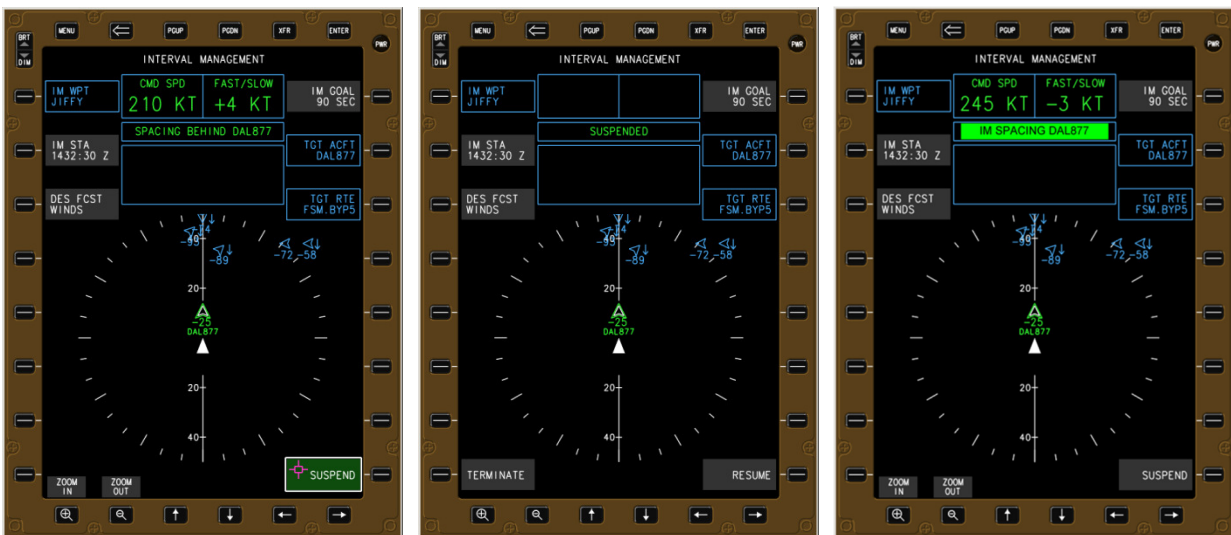 MENU PGUP PGDN XFR ENTER
BRT
DIM
PWR
INTERVAL MANAGEMENT
IM WPT
JIFFY
CMD SPD
210 KT
FAST/SLOW
+4 KT
IM GOAL
90 SEC
SPACING BEHIND DAL877
IM STA
1432:30 Z
TGT ACFT
DAL877
DES FCST
WINDS
TGT RTE
FSM.BYP5
40
-89
-72
-58
20
-25
DAL877
20
40
SUSPEND
ZOOM
IN
ZOOM
OUT
MENU PGUP PGDN XFR ENTER
BRT
DIM
PWR
INTERVAL MANAGEMENT
IM WPT
JIFFY
IM GOAL
90 SEC
SUSPENDED
IM STA
1432:30 Z
TGT ACFT
DAL877
DES FCST
WINDS
TGT RTE
FSM.BYP5
40
-89
-72
-58
20
-25
DAL877
20
40
TERMINATE
RESUME
MENU PGUP PGDN XFR ENTER
BRT
DIM
PWR
INTERVAL MANAGEMENT
IM WPT
JIFFY
CMD SPD
245 KT
FAST/SLOW
-3 KT
IM GOAL
90 SEC
IM SPACING DAL877
IM STA
1432:30 Z
TGT ACFT
DAL877
DES FCST
WINDS
TGT RTE
FSM.BYP5
40
-89
-72
-58
20
-25
DAL877
20
40
SUSPEND
ZOOM
IN
ZOOM
OUT